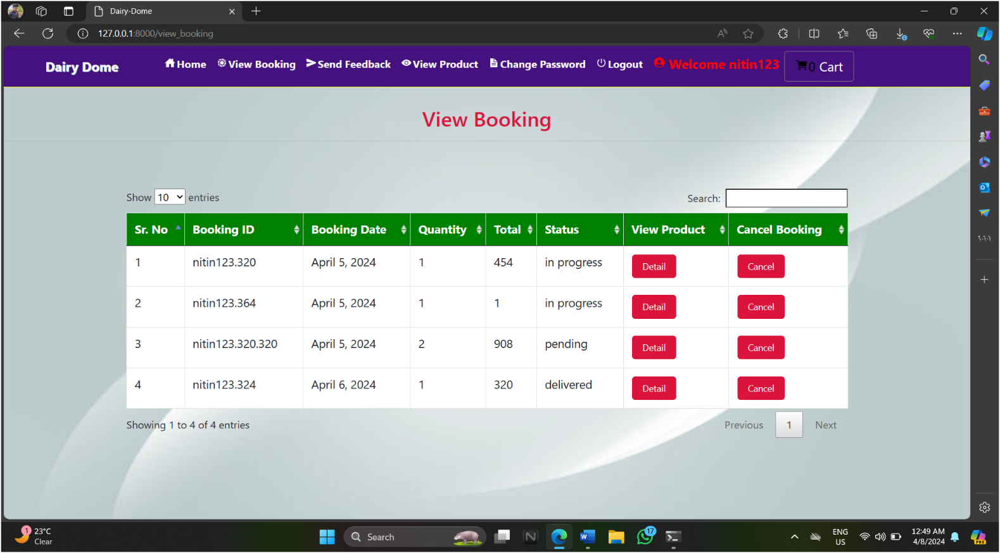 Dairy-Dome
127.0.0.1:8000/view_booking
Dairy Dome Home View Booking Send Feedback View Product Change Password Logout Welcome nitin123 0 Cart
View Booking
Show 10 entries Search:
Sr. No Booking ID Booking Date Quantity Total Status View Product Cancel Booking
1 nitin123.320 April 5, 2024 1 454 in progress Detail Cancel
2 nitin123.364 April 5, 2024 1 1 in progress Detail Cancel
3 nitin123.320.320 April 5, 2024 2 908 pending Detail Cancel
4 nitin123.324 April 6, 2024 1 320 delivered Detail Cancel
Showing 1 to 4 of 4 entries Previous 1 Next
1 23°C Search 17 ENG 12:49 AM
Clear US 4/8/2024 PRE